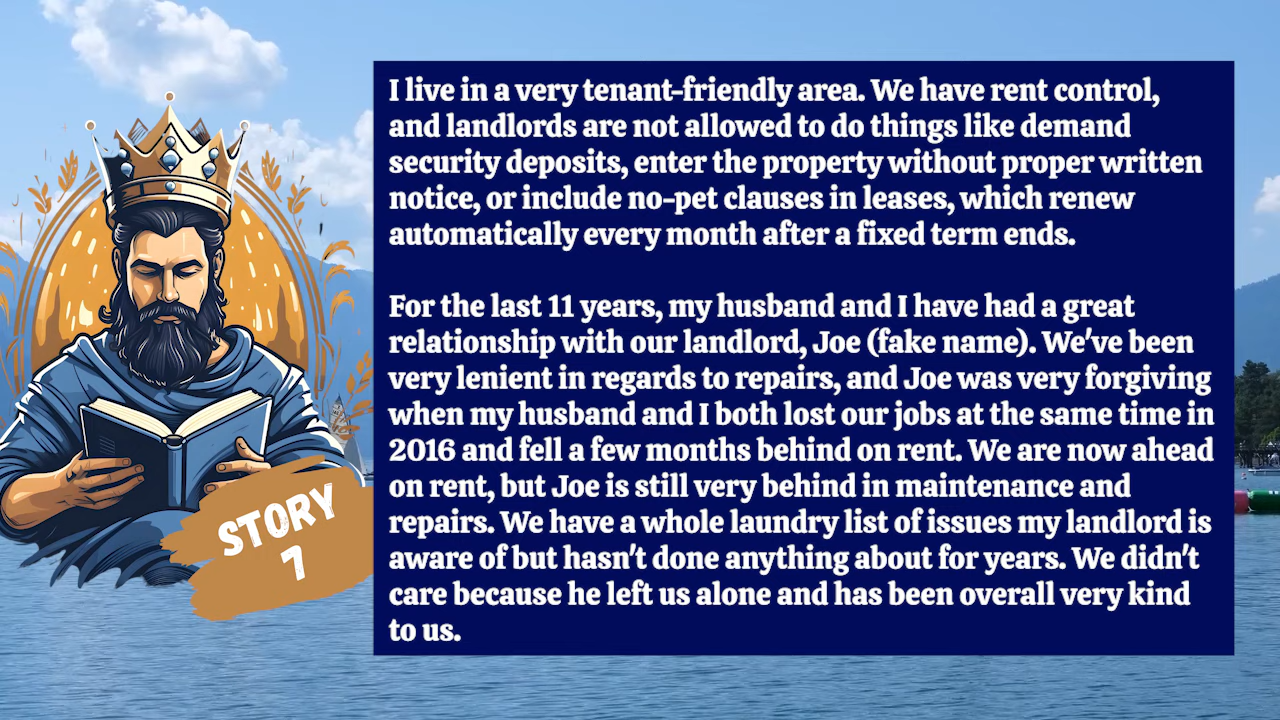 I live in a very tenant-friendly area. We have rent control,
and landlords are not allowed to do things like demand
security deposits, enter the property without proper written
notice, or include no-pet clauses in leases, which renew
automatically every month after a fixed term ends.
For the last 11 years, my husband and I have had a great
relationship with our landlord, Joe (fake name). We've been
very lenient in regards to repairs, and Joe was very forgiving
when my husband and I both lost our jobs at the same time in
2016 and fell a few months behind on rent. We are now ahead
on rent, but Joe is still very behind in maintenance and
repairs. We have a whole laundry list of issues my landlord is
aware of but hasn't done anything about for years. We didn't
care because he left us alone and has been overall very kind
to us.
STORY
7